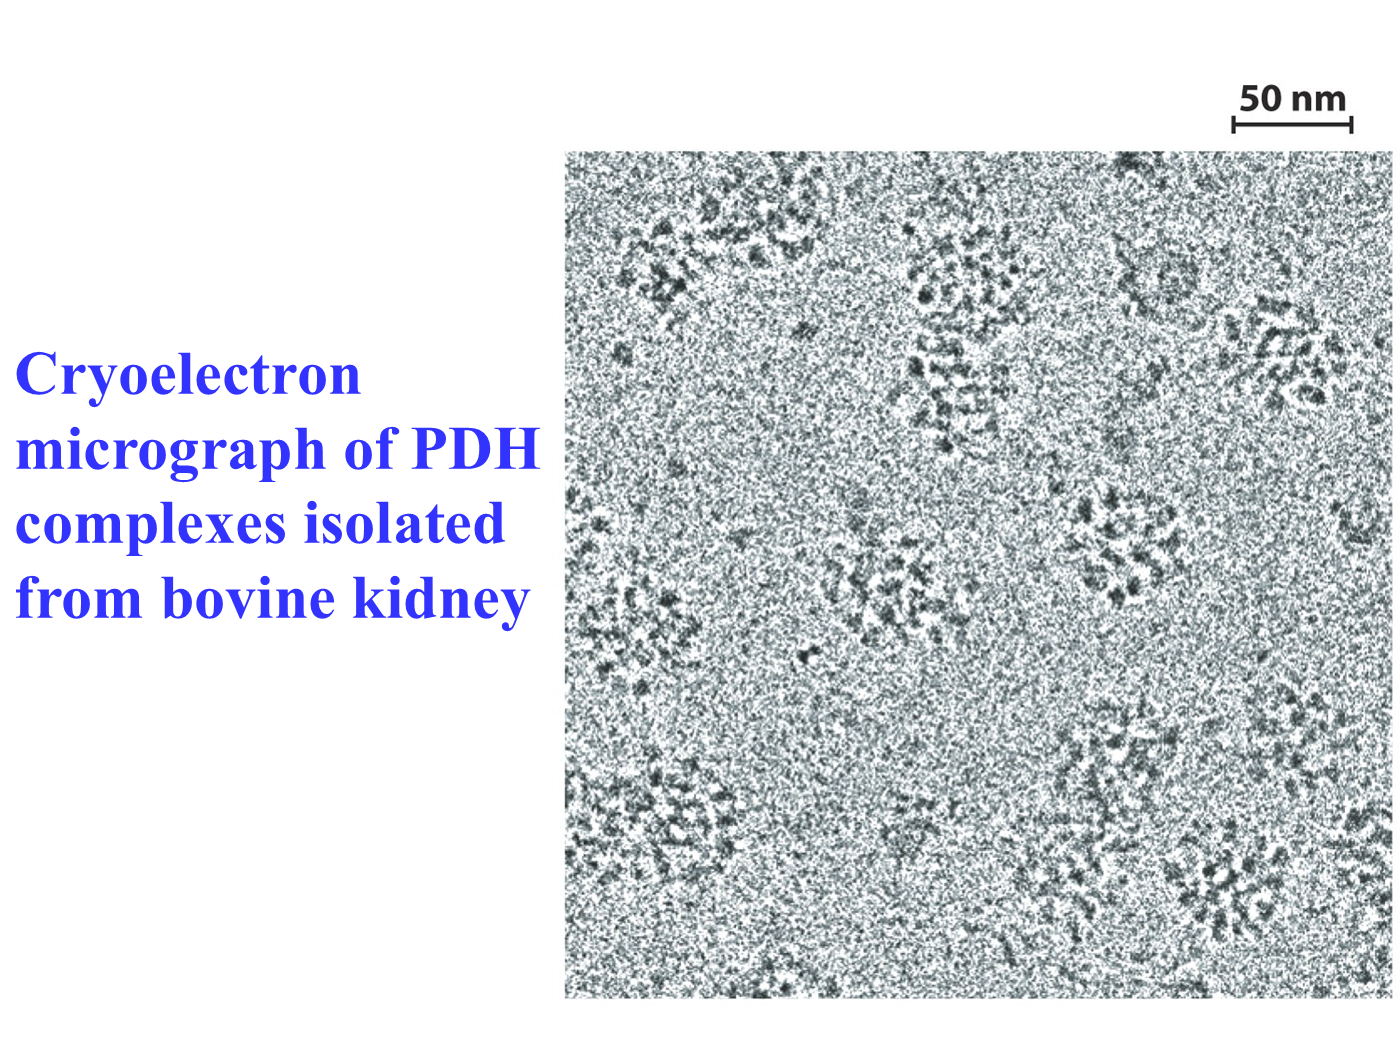 50 nm
Cryoelectron
micrograph of PDH
complexes isolated
from bovine kidney